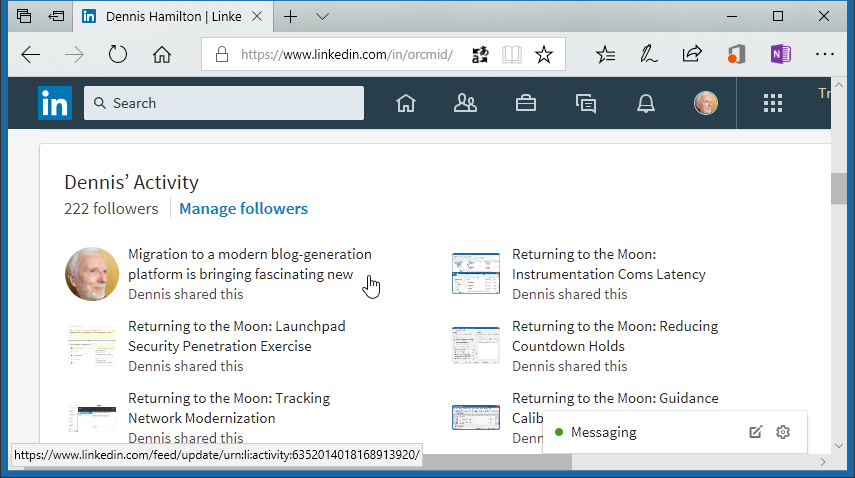 Dennis Hamilton | Linke
https://www.linkedin.com/in/orcmid/
in
Search
Tr
Dennis' Activity
222 followers
Manage followers
Migration to a modern blog-generation
platform is bringing fascinating new
Dennis shared this
Returning to the Moon:
Instrumentation Coms Latency
Dennis shared this
Returning to the Moon: Launchpad
Security Penetration Exercise
Dennis shared this
Returning to the Moon: Reducing
Countdown Holds
Dennis shared this
Returning to the Moon: Tracking
Network Modernization
Dennis shared this
Returning to the Moon: Guidance
Calib
Denn
Messaging
https://www.linkedin.com/feed/update/urn:li:activity:6352014018168913920/